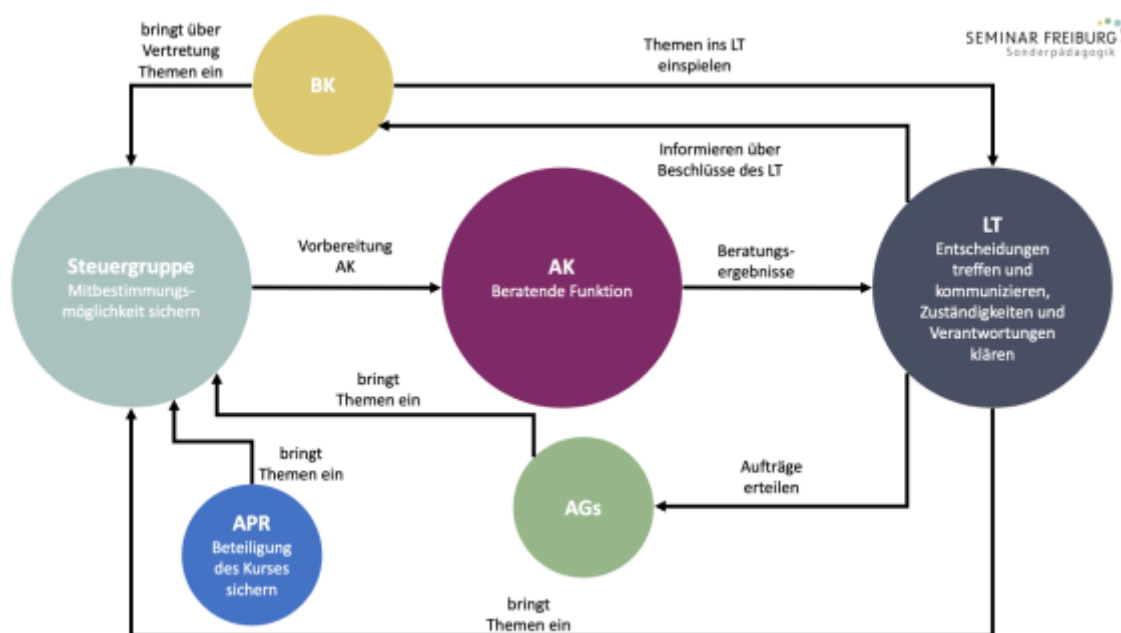 bringt über
Vertretung
Themen ein
BK
Themen ins LT
einspielen
SEMINAR FREIBURG
Sonderpädagogik
Informieren über
Beschlüsse des LT
Steuergruppe
Mitbestimmungs-
möglichkeit sichern
Vorbereitung
AK
AK
Beratende Funktion
Beratungs-
ergebnisse
LT
Entscheidungen
treffen und
kommunizieren,
Zuständigkeiten und
Verantwortungen
klären
bringt
Themen ein
bringt
Themen ein
AGs
Aufträge
erteilen
APR
Beteiligung
des Kurses
sichern
bringt
Themen ein